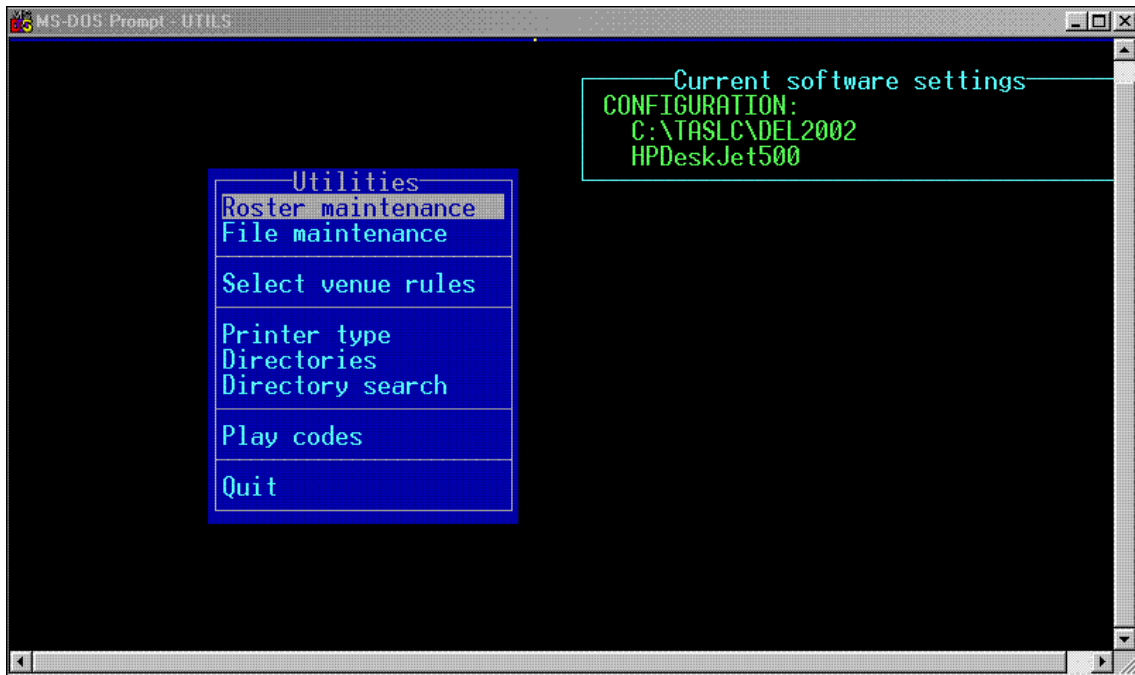 MS-DOS Prompt - UTILS
Current software settings
CONFIGURATION:
C:\TASLC\DEL2002
HPDeskJet500
Utilities
Roster maintenance
File maintenance
Select venue rules
Printer type
Directories
Directory search
Play codes
Quit